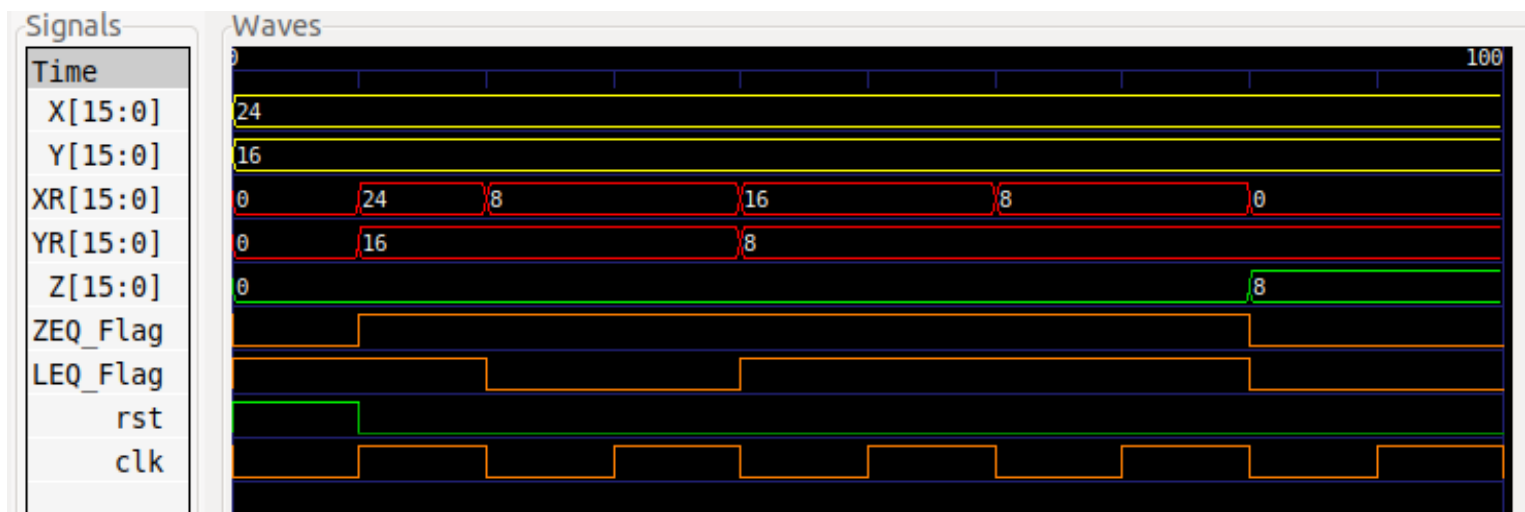 Signals Waves
Time 0 100
X[15:0] 24
Y[15:0] 16
XR[15:0] 0 24 8 16 8 0
YR[15:0] 0 16 8
Z[15:0] 0 8
ZEQ_Flag
LEQ_Flag
rst
clk